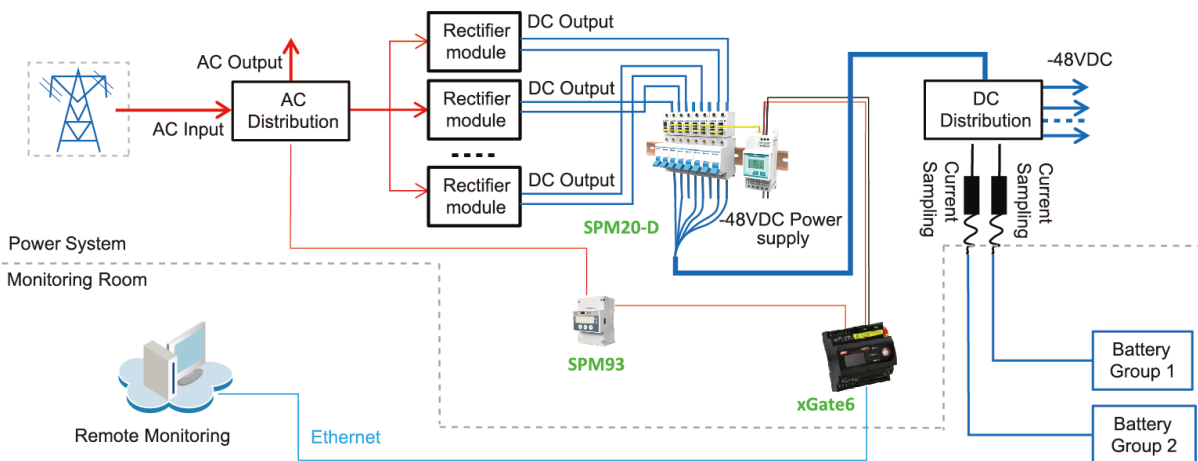 Rectifier
module
DC Output
AC Output
AC
Distribution
AC Input
Rectifier
module
DC Output
Rectifier
module
DC Output
SPM20-D
-48VDC Power
supply
-48VDC
DC
Distribution
Current
Sampling
Current
Sampling
Power System
Monitoring Room
SPM93
xGate6
Remote Monitoring
Ethernet
Battery
Group 1
Battery
Group 2